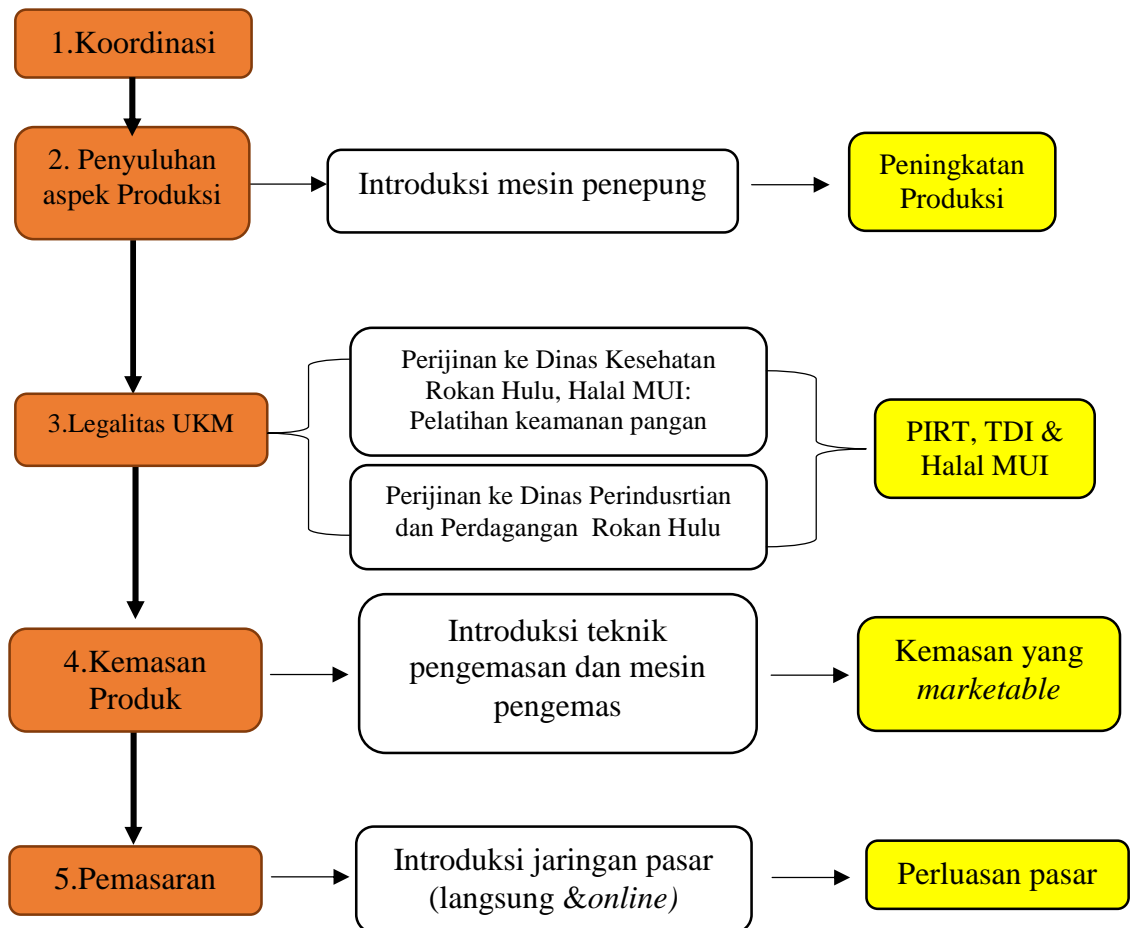 1.Koordinasi
2. Penyuluhan
aspek Produksi
Introduksi mesin penepung
Peningkatan
Produksi
3.Legalitas UKM
Perijinan ke Dinas Kesehatan
Rokan Hulu, Halal MUI:
Pelatihan keamanan pangan
Perijinan ke Dinas Perindusrtian
dan Perdagangan Rokan Hulu
PIRT, TDI &
Halal MUI
4.Kemasan
Produk
Introduksi teknik
pengemasan dan mesin
pengemas
Kemasan yang
marketable
5.Pemasaran
Introduksi jaringan pasar
(langsung &online)
Perluasan pasar